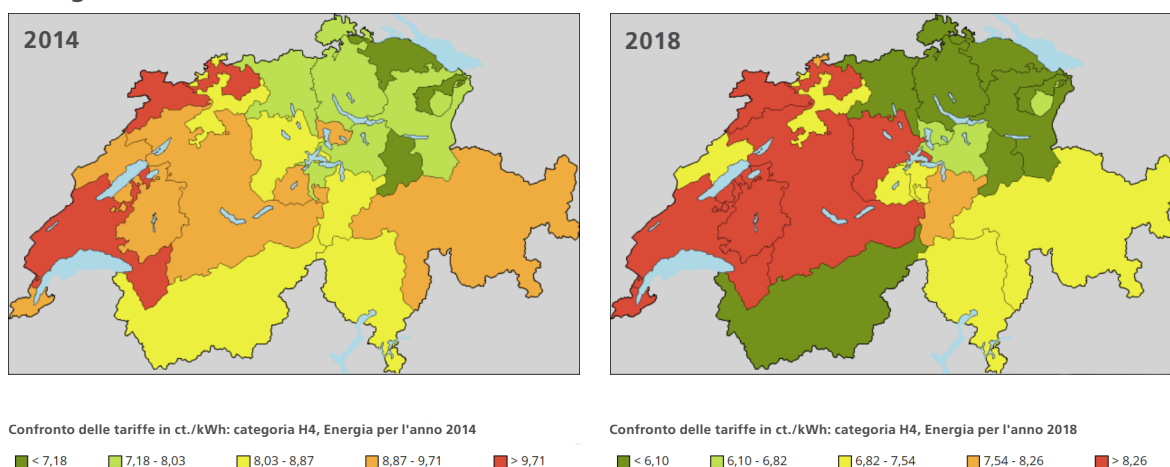 2014
2018
Confronto delle tariffe in ct./kWh: categoria H4, Energia per l'anno 2014
Confronto delle tariffe in ct./kWh: categoria H4, Energia per l'anno 2018
< 7,18 7,18 - 8,03 8,03 - 8,87 8,87 - 9,71 > 9,71
< 6,10 6,10 - 6,82 6,82 - 7,54 7,54 - 8,26 > 8,26